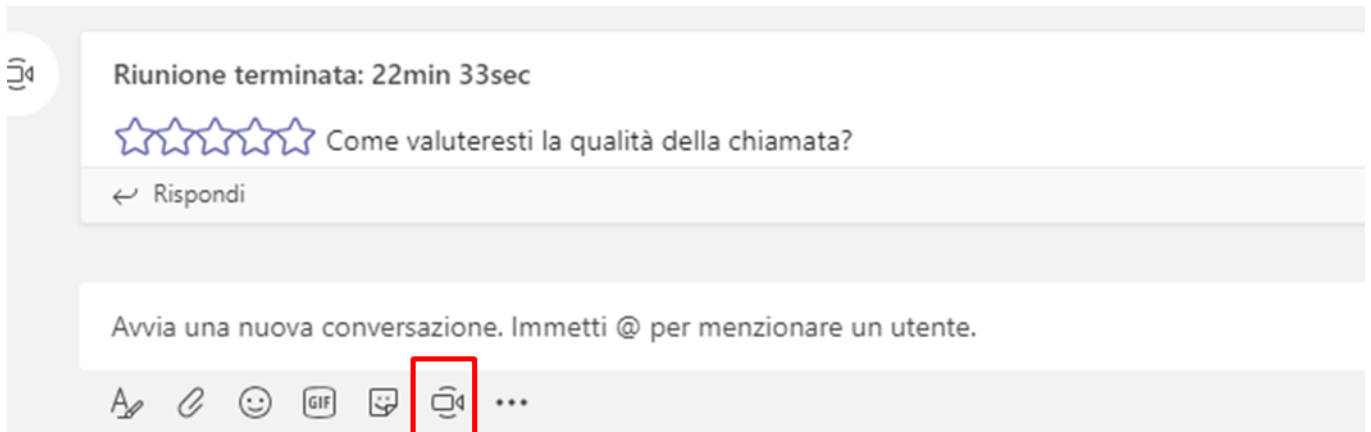 Riunione terminata: 22min 33sec
Come valuteresti la qualità della chiamata?
Rispondi
Avvia una nuova conversazione. Immetti @ per menzionare un utente.
GIF